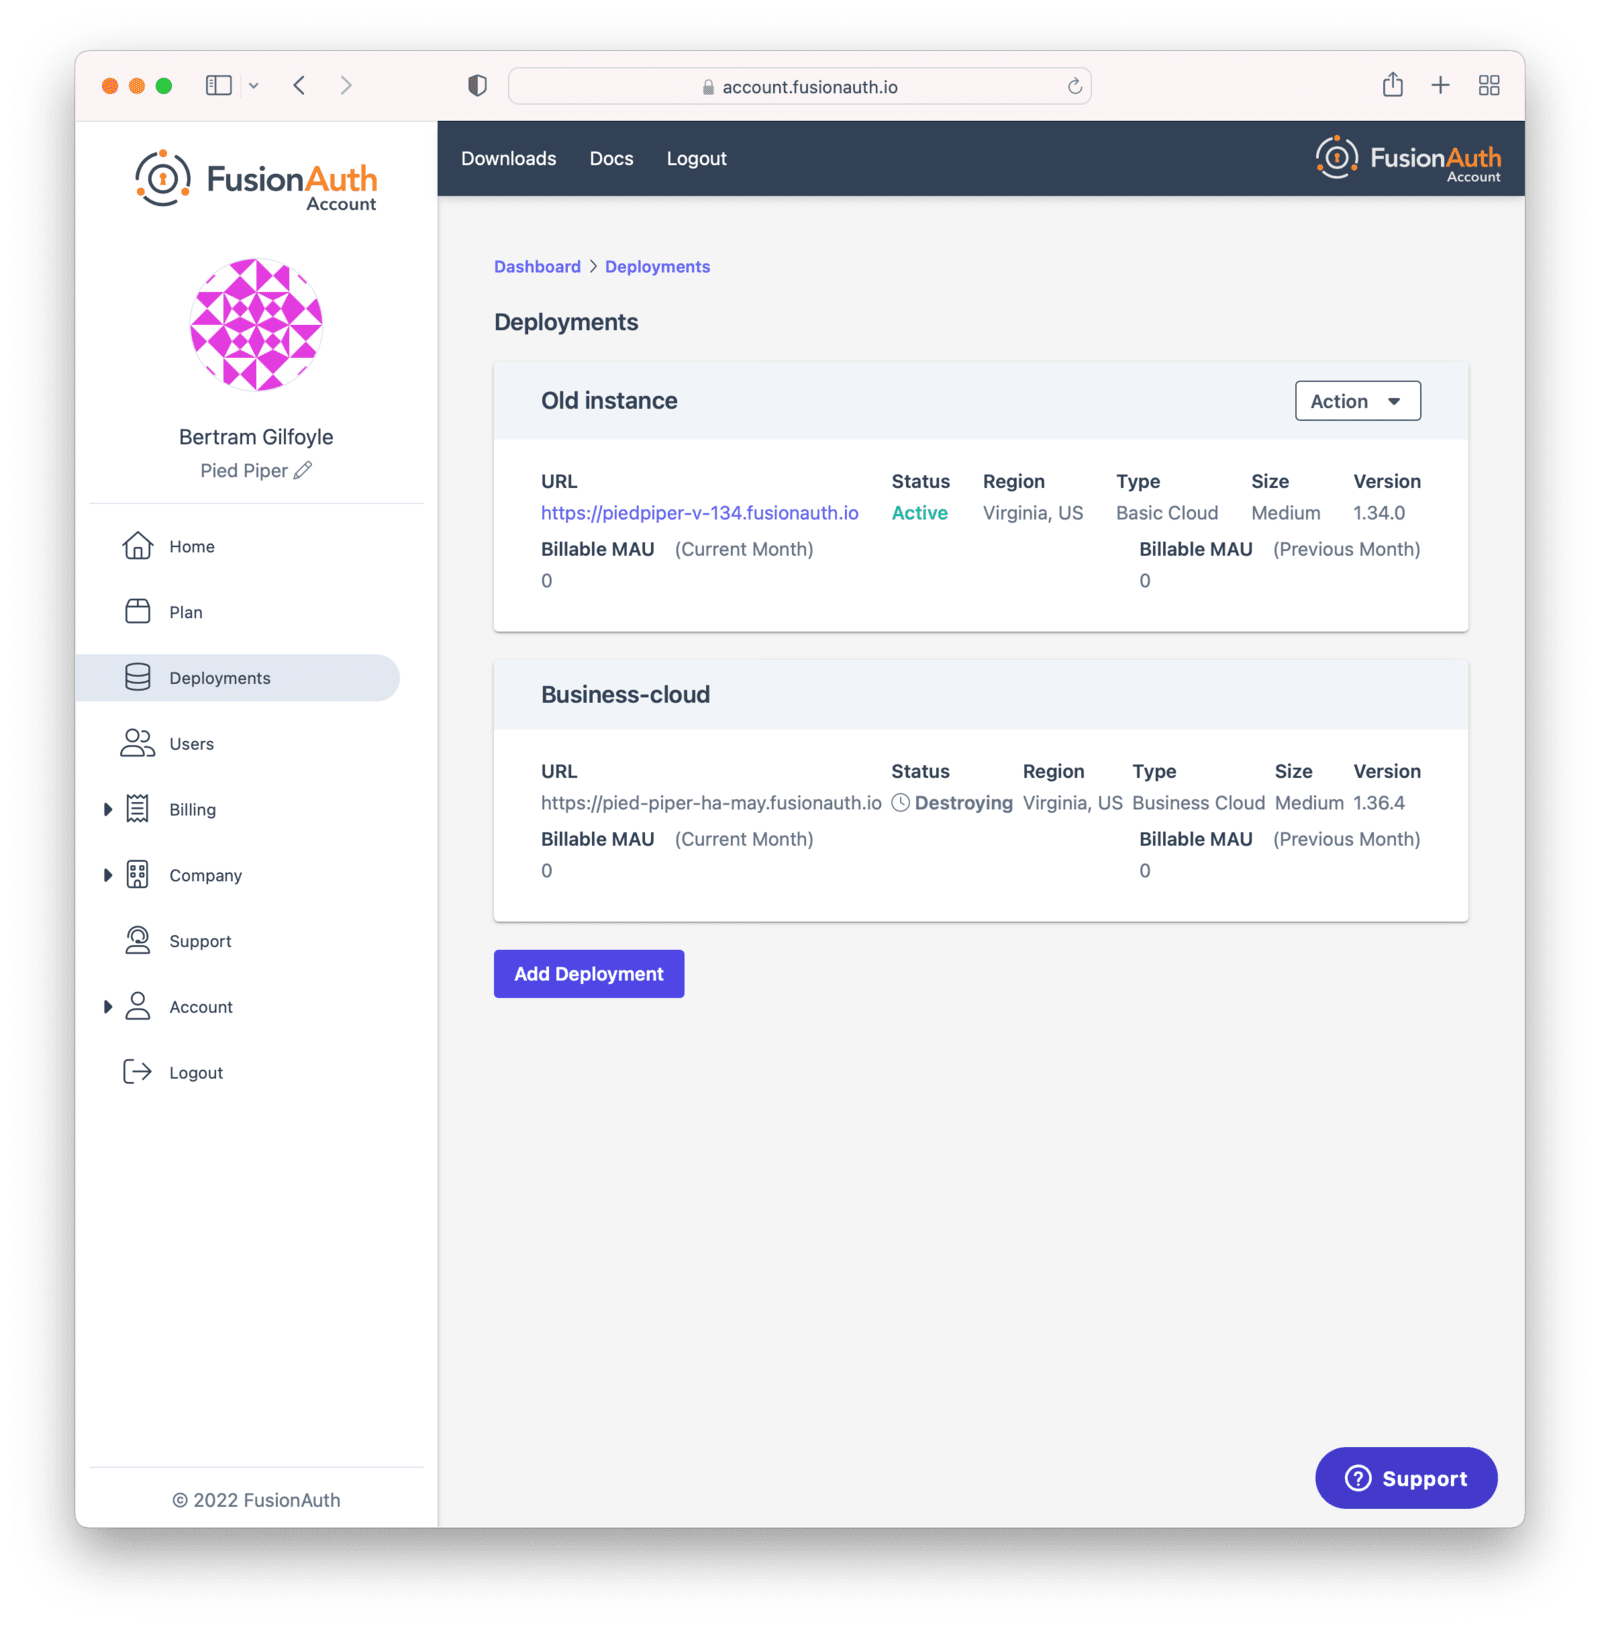 account.fusionauth.io
FusionAuth
Account
Downloads Docs Logout
FusionAuth
Account
Bertram Gilfoyle
Pied Piper
Home
Plan
Deployments
Users
Billing
Company
Support
Account
Logout
© 2022 FusionAuth
Dashboard > Deployments
Deployments
Old instance Action
URL Status Region Type Size Version
https://piedpiper-v-134.fusionauth.io Active Virginia, US Basic Cloud Medium 1.34.0
Billable MAU (Current Month) Billable MAU (Previous Month)
0 0
Business-cloud
URL Status Region Type Size Version
https://pied-piper-ha-may.fusionauth.io Destroying Virginia, US Business Cloud Medium 1.36.4
Billable MAU (Current Month) Billable MAU (Previous Month)
0 0
Add Deployment
? Support